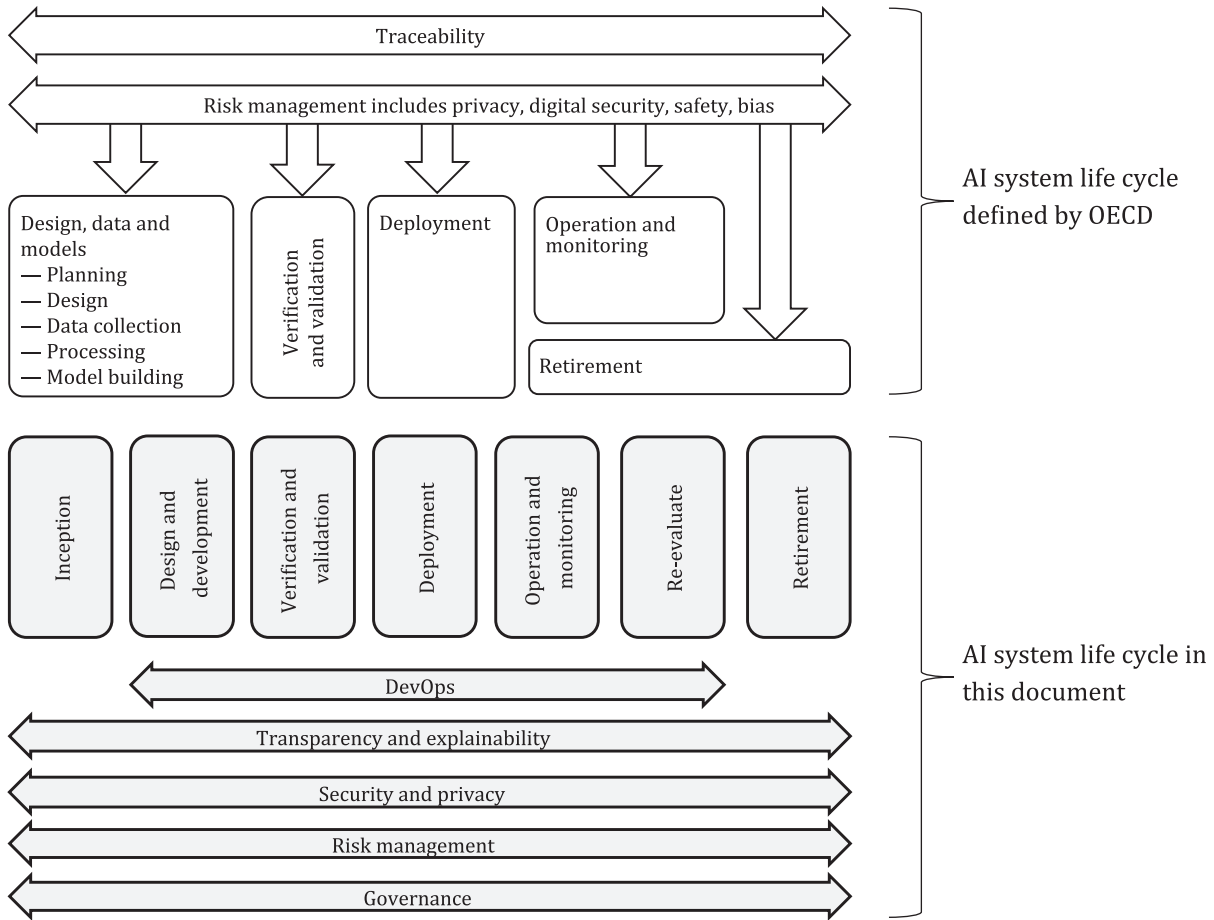 Traceability
Risk management includes privacy, digital security, safety, bias
Design, data and
models
— Planning
— Design
— Data collection
— Processing
— Model building
Verification
and validation
Deployment
Operation and
monitoring
Retirement
AI system life cycle
defined by OECD
Inception
Design and
development
Verification and
validation
Deployment
Operation and
monitoring
Re-evaluate
Retirement
DevOps
Transparency and explainability
Security and privacy
Risk management
Governance
AI system life cycle in
this document